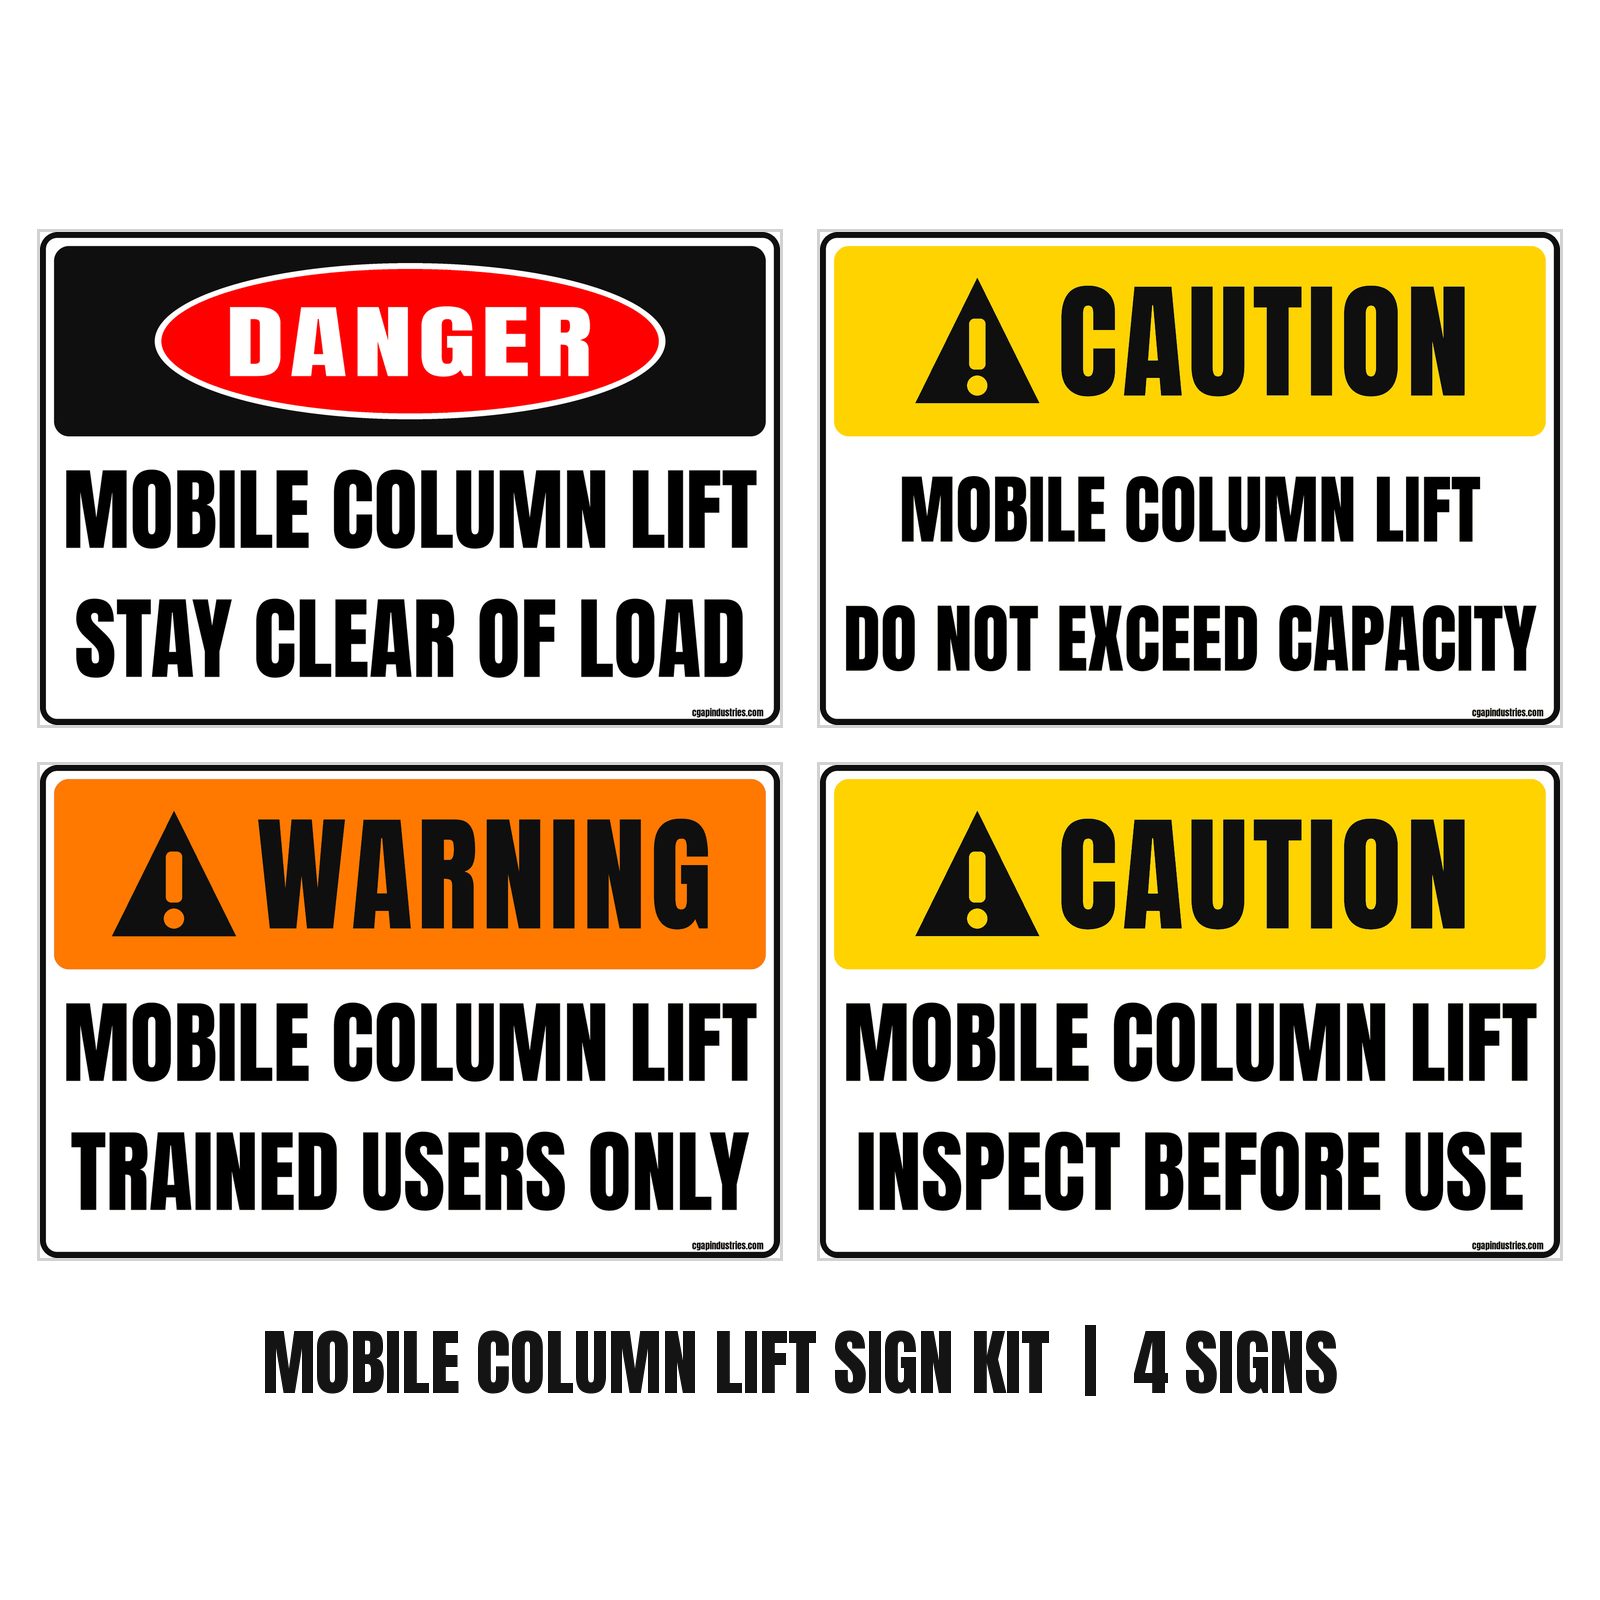 DANGER
MOBILE COLUMN LIFT
STAY CLEAR OF LOAD
cgapindustries.com
CAUTION
MOBILE COLUMN LIFT
DO NOT EXCEED CAPACITY
cgapindustries.com
WARNING
MOBILE COLUMN LIFT
TRAINED USERS ONLY
cgapindustries.com
CAUTION
MOBILE COLUMN LIFT
INSPECT BEFORE USE
cgapindustries.com
MOBILE COLUMN LIFT SIGN KIT | 4 SIGNS